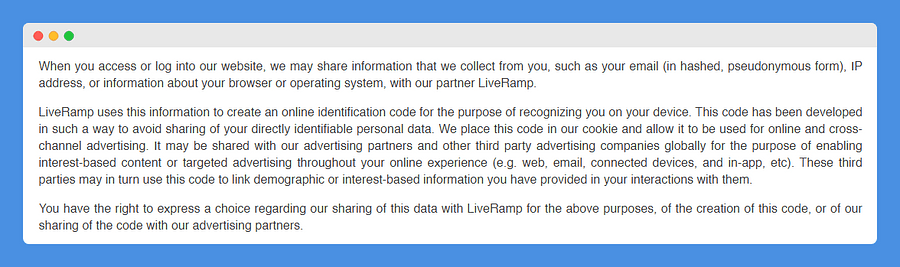 When you access or log into our website, we may share information that we collect from you, such as your email (in hashed, pseudonymous form), IP
address, or information about your browser or operating system, with our partner LiveRamp.
LiveRamp uses this information to create an online identification code for the purpose of recognizing you on your device. This code has been developed
in such a way to avoid sharing of your directly identifiable personal data. We place this code in our cookie and allow it to be used for online and cross-
channel advertising. It may be shared with our advertising partners and other third party advertising companies globally for the purpose of enabling
interest-based content or targeted advertising throughout your online experience (e.g. web, email, connected devices, and in-app, etc). These third
parties may in turn use this code to link demographic or interest-based information you have provided in your interactions with them.
You have the right to express a choice regarding our sharing of this data with LiveRamp for the above purposes, of the creation of this code, or of our
sharing of the code with our advertising partners.